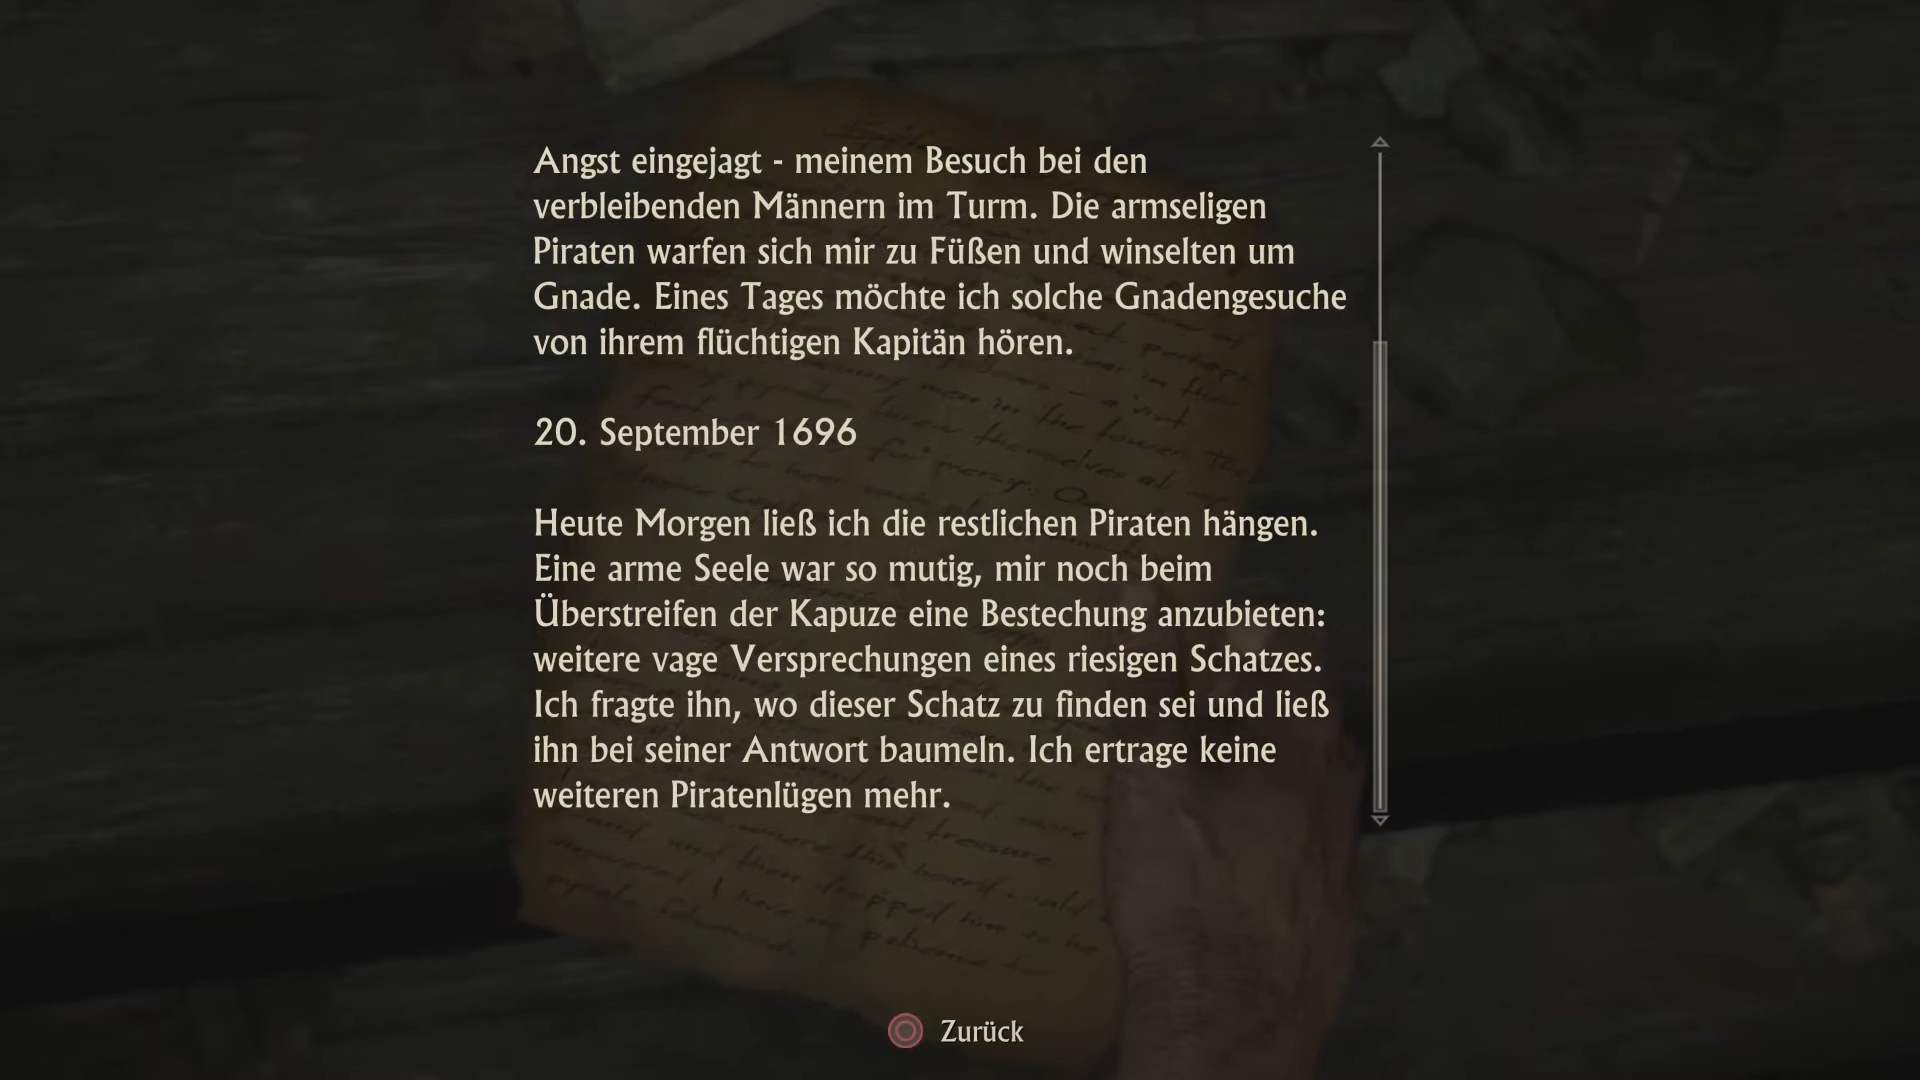 Angst eingejagt - meinem Besuch bei den
verbleibenden Männern im Turm. Die armseligen
Piraten warfen sich mir zu Füßen und winselten um
Gnade. Eines Tages möchte ich solche Gnadengesuche
von ihrem flüchtigen Kapitän hören.
20. September 1696
Heute Morgen ließ ich die restlichen Piraten hängen.
Eine arme Seele war so mutig, mir noch beim
Überstreifen der Kapuze eine Bestechung anzubieten:
weitere vage Versprechungen eines riesigen Schatzes.
Ich fragte ihn, wo dieser Schatz zu finden sei und ließ
ihn bei seiner Antwort baumeln. Ich ertrage keine
weiteren Piratenlügen mehr.
Zurück